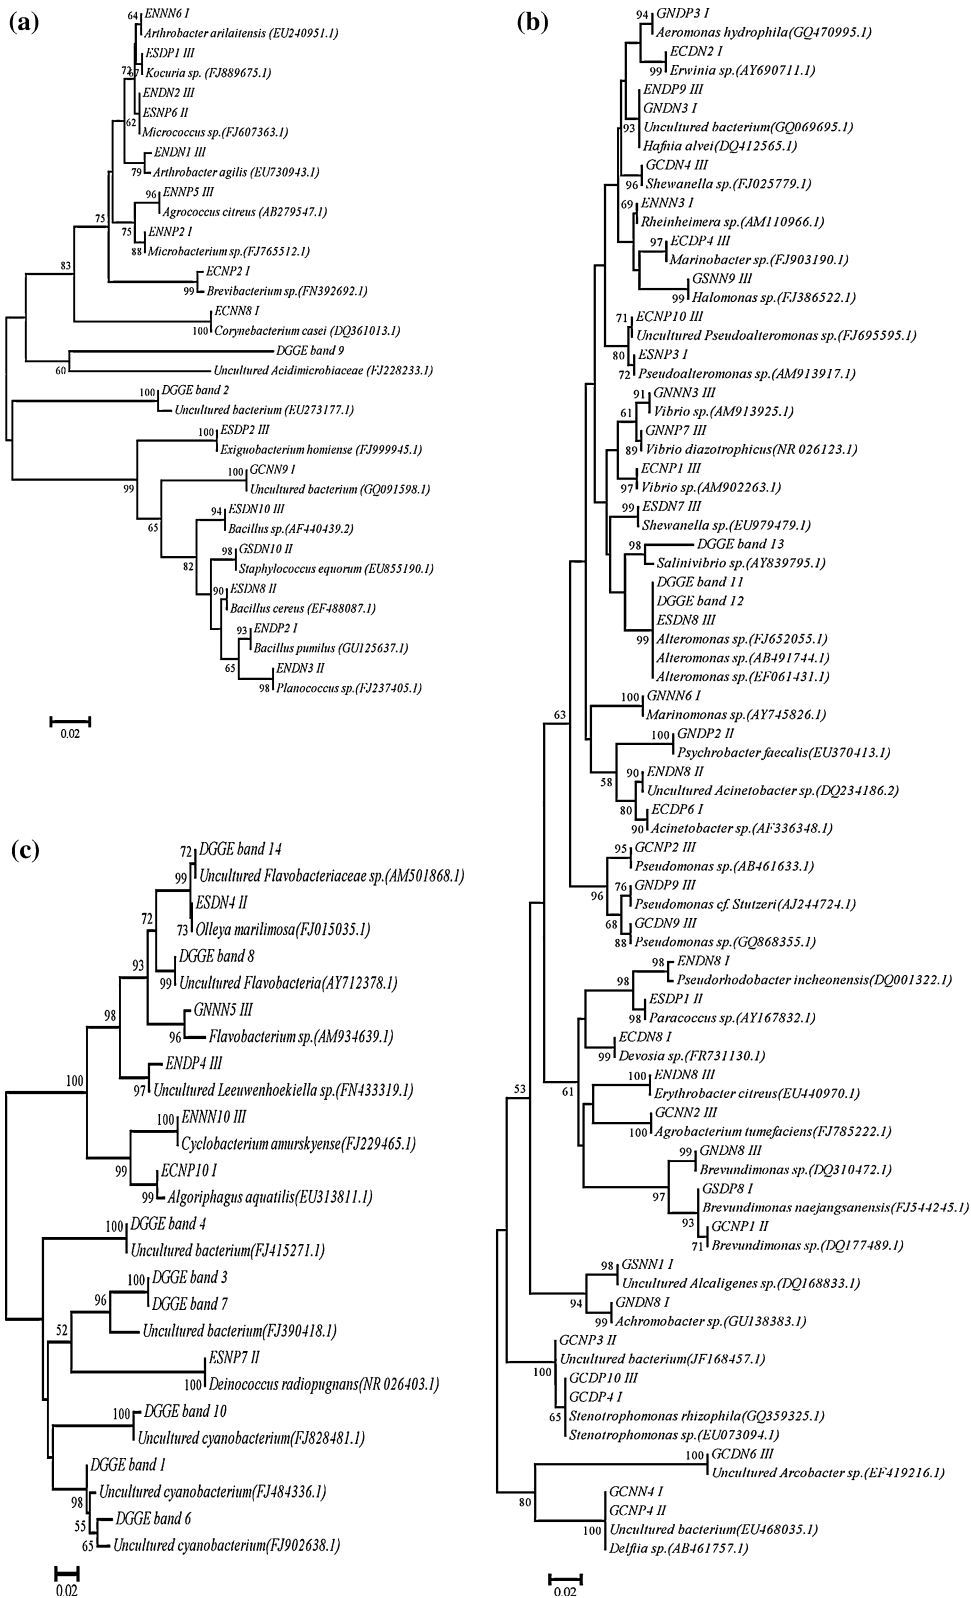 (a)
64
ENNN6 I
Arthrobacter arilaitensis (EU240951.1)
ESDP1 III
72
67
Kocuria sp. (FJ889675.1)
ENDN2 III
ESNP6 II
62
Micrococcus sp.(FJ607363.1)
ENDN1 III
79
Arthrobacter agilis (EU730943.1)
96
ENNP5 III
Agrococcus citreus (AB279547.1)
75
75
ENNP2 I
88
Microbacterium sp.(FJ765512.1)
83
ECNP2 I
99
Brevibacterium sp.(FN392692.1)
ECNN8 I
100
Corynebacterium casei (DQ361013.1)
DGGE band 9
60
Uncultured Acidimicrobiaceae (FJ228233.1)
100
DGGE band 2
Uncultured bacterium (EU273177.1)
100
ESDP2 III
Exiguobacterium homiense (FJ999945.1)
99
100
GCNN9 I
Uncultured bacterium (GQ091598.1)
65
94
ESDN10 III
Bacillus sp.(AF440439.2)
82
98
GSDN10 II
Staphylococcus equorum (EU855190.1)
90
ESDN8 II
Bacillus cereus (EF488087.1)
93
ENDP2 I
Bacillus pumilus (GU125637.1)
65
ENDN3 II
98
Planococcus sp.(FJ237405.1)
0.02
(b)
94
GNDP3 I
Aeromonas hydrophila(GQ470995.1)
ECDN2 I
99
Erwinia sp.(AY690711.1)
ENDP9 III
GNDN3 I
93
Uncultured bacterium(GQ069695.1)
Hafnia alvei(DQ412565.1)
GCDN4 III
96
Shewanella sp.(FJ025779.1)
69
ENNN3 I
Rheinheimera sp.(AM110966.1)
97
ECDP4 III
Marinobacter sp.(FJ903190.1)
GSNN9 III
99
Halomonas sp.(FJ386522.1)
71
ECNP10 III
Uncultured Pseudoalteromonas sp.(FJ695595.1)
80
ESNP3 I
72
Pseudoalteromonas sp.(AM913917.1)
91
GNNN3 III
61
Vibrio sp.(AM913925.1)
GNNP7 III
89
Vibrio diazotrophicus(NR 026123.1)
ECNP1 III
97
Vibrio sp.(AM902263.1)
99
ESDN7 III
Shewanella sp.(EU979479.1)
98
DGGE band 13
Salinivibrio sp.(AY839795.1)
DGGE band 11
DGGE band 12
ESDN8 III
99
Alteromonas sp.(FJ652055.1)
Alteromonas sp.(AB491744.1)
Alteromonas sp.(EF061431.1)
100
GNNN6 I
Marinomonas sp.(AY745826.1)
63
100
GNDP2 II
Psychrobacter faecalis(EU370413.1)
58
90
ENDN8 II
Uncultured Acinetobacter sp.(DQ234186.2)
80
ECDP6 I
90
Acinetobacter sp.(AF336348.1)
95
GCNP2 III
Pseudomonas sp.(AB461633.1)
96
76
GNDP9 III
Pseudomonas cf. Stutzeri(AJ244724.1)
68
GCDN9 III
88
Pseudomonas sp(GQ868355.1)
98
ENDN8 I
98
Pseudorhodobacter incheonensis(DQ001322.1)
ESDP1 II
98
Paracoccus sp.(AY167832.1)
ECDN8 I
99
Devosia sp.(FR731130.1)
53
61
100
ENDN8 III
Erythrobacter citreus(EU440970.1)
GCNN2 III
100
Agrobacterium tumefaciens(FJ785222.1)
99
GNDN8 III
Brevundimonas sp.(DQ310472.1)
97
GSDP8 I
Brevundimonas naejangsanensis(FJ544245.1)
93
GCNP1 II
71
Brevundimonas sp.(DQ177489.1)
98
GSNN1 I
Uncultured Alcaligenes sp.(DQ168833.1)
94
GNDN8 I
99
Achromobacter sp.(GU138383.1)
GCNP3 II
Uncultured bacterium(JF168457.1)
100
GCDP10 III
GCDP4 I
65
Stenotrophomonas rhizophila(GQ359325.1)
Stenotrophomonas sp.(EU073094.1)
100
GCDN6 III
Uncultured Arcobacter sp.(EF419216.1)
80
GCNN4 I
GCNP4 II
100
Uncultured bacterium(EU468035.1)
Delftia sp.(AB461757.1)
0.02
(c)
72
DGGE band 14
99
Uncultured Flavobacteriaceae sp.(AM501868.1)
ESDN4 II
72
73
Olleya marilimosa(FJ015035.1)
93
DGGE band 8
99
Uncultured Flavobacteria(AY712378.1)
GNNN5 III
98
96
Flavobacterium sp.(AM934639.1)
ENDP4 III
100
97
Uncultured Leeuwenhoekiella sp.(FN433319.1)
100
ENNN10 III
Cyclobacterium amurskyense(FJ229465.1)
99
ECNP10 I
99
Algoriphagus aquatilis(EU313811.1)
100
DGGE band 4
Uncultured bacterium(FJ415271.1)
100
DGGE band 3
96
DGGE band 7
52
Uncultured bacterium(FJ390418.1)
ESNP7 II
100
Deinococcus radiopugnans(NR 026403.1)
100
DGGE band 10
Uncultured cyanobacterium(FJ828481.1)
DGGE band 1
98
Uncultured cyanobacterium(FJ484336.1)
55
DGGE band 6
65
Uncultured cyanobacterium(FJ902638.1)
0.02